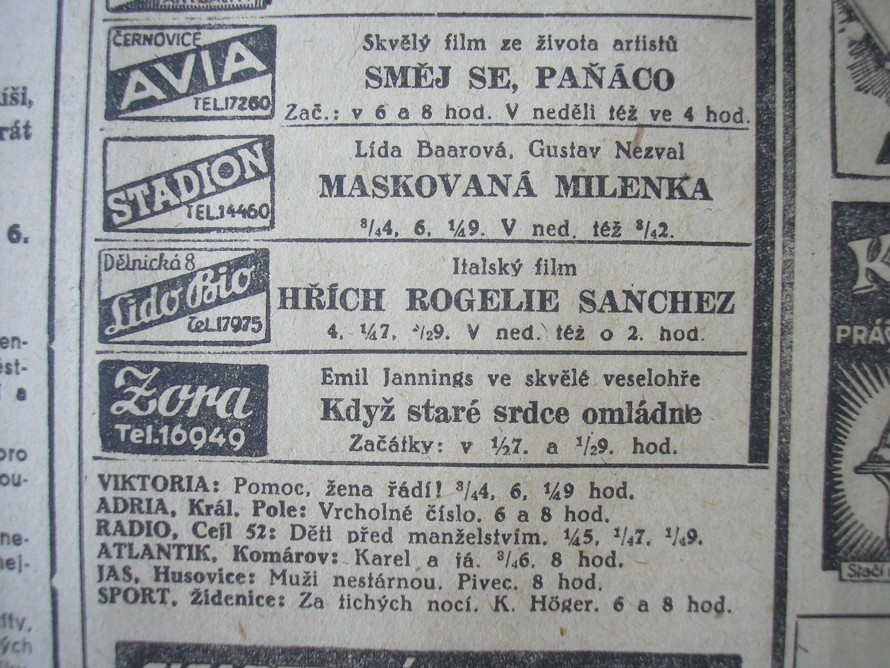 íši,
rát
6.
ČERNOVICE
AVIA
TEL.17260
Skvělý film ze života artistů
SMĚJ SE, PAŇÁCO
Zač.: v 6 a 8 hod. V neděli též ve 4 hod.
STADION
TEL.14460
Lída Baarová, Gustav Nezval
MASKOVANÁ MILENKA
³/₄4, 6, ¼9. V ned. též ³/₄2.
Dělnická 8
Lido Bio
Tel.17975
Italský film
HŘÍCH ROGELIE SANCHEZ
4, ¼7, ½9. V ned. též o 2. hod.
Zora
Tel.16949
Emil Jannings ve skvělé veselohře
Když staré srdce omládne
Začátky: v ½7. a ½9. hod.
VIKTORIA: Pomoc, žena řádí! ³/₄4, 6, ¼9 hod.
ADRIA, Král. Pole: Vrcholné číslo. 6 a 8 hod.
RADIO, Cejl 52: Děti před manželstvím. ¼5, ¼7, ¼9.
ATLANTIK, Komárov: Karel a já. ³/₄6. 8 hod.
JAS, Husovice: Muži nestárnou. Pivec. 8 hod.
SPORT, Židenice: Za tichých nocí. K. Höger. 6 a 8 hod.
PRÁV
Stačí